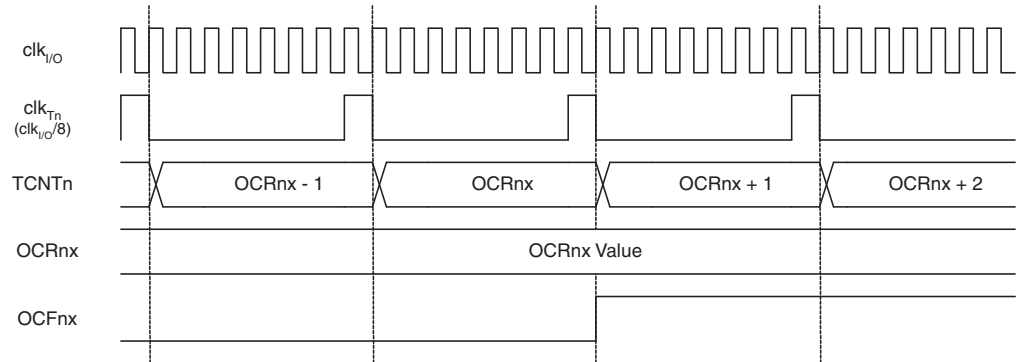 clkI/O
clkTn
(clkI/O/8)
TCNTn
OCRnx - 1
OCRnx
OCRnx + 1
OCRnx + 2
OCRnx
OCRnx Value
OCFnx